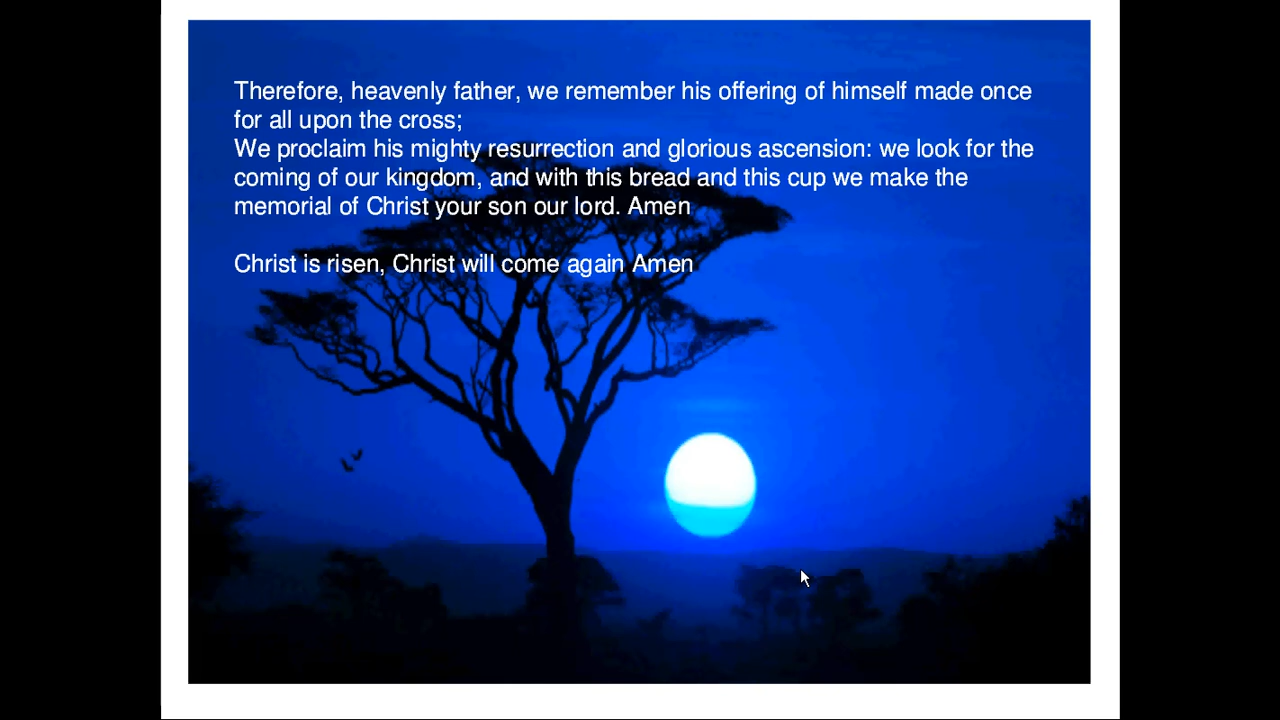 Therefore, heavenly father, we remember his offering of himself made once
for all upon the cross;
We proclaim his mighty resurrection and glorious ascension: we look for the
coming of our kingdom, and with this bread and this cup we make the
memorial of Christ your son our lord. Amen
Christ is risen, Christ will come again Amen